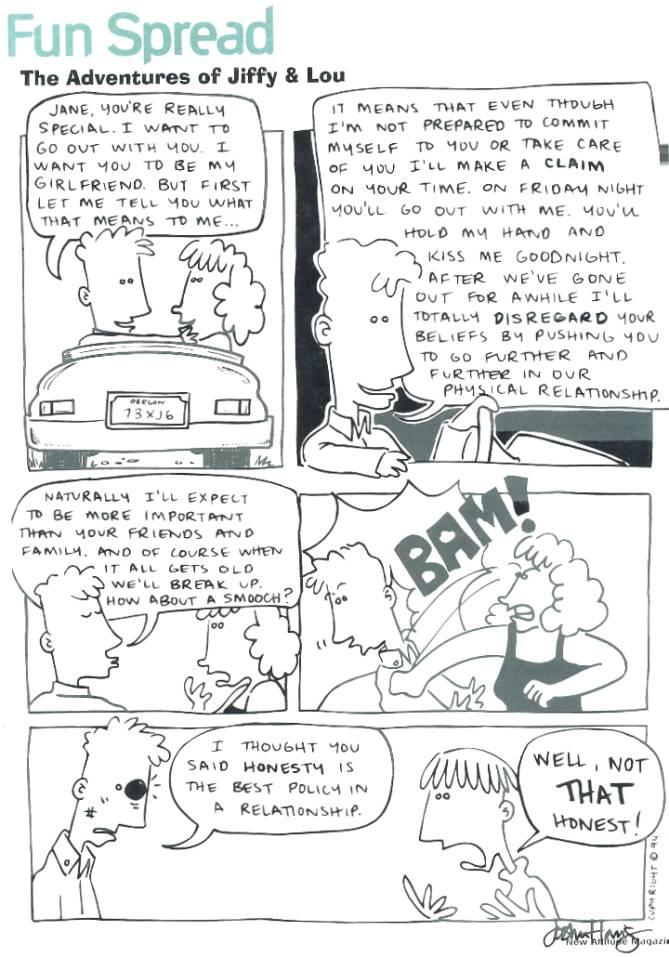 Fun Spread
The Adventures of Jiffy & Lou
JANE, YOU'RE REALLY
SPECIAL. I WANT TO
GO OUT WITH YOU. I
WANT YOU TO BE MY
GIRLFRIEND. BUT FIRST
LET ME TELL YOU WHAT
THAT MEANS TO ME...
OREGON
73XJ6
IT MEANS THAT EVEN THOUGH
I'M NOT PREPARED TO COMMIT
MYSELF TO YOU OR TAKE CARE
OF YOU I'LL MAKE A CLAIM
ON YOUR TIME. ON FRIDAY NIGHT
YOU'LL GO OUT WITH ME. YOU'LL
HOLD MY HAND AND
KISS ME GOODNIGHT.
AFTER WE'VE GONE
OUT FOR AWHILE I'LL
TOTALLY DISREGARD YOUR
BELIEFS BY PUSHING YOU
TO GO FURTHER AND
FURTHER IN OUR
PHYSICAL RELATIONSHIP.
NATURALLY I'LL EXPECT
TO BE MORE IMPORTANT
THAN YOUR FRIENDS AND
FAMILY. AND OF COURSE WHEN
IT ALL GETS OLD
WE'LL BREAK UP.
HOW ABOUT A SMOOCH?
BAM!
I THOUGHT YOU
SAID HONESTY IS
THE BEST POLICY IN
A RELATIONSHIP.
WELL, NOT
THAT
HONEST!
COPYRIGHT © 94
New Attitude Magazi